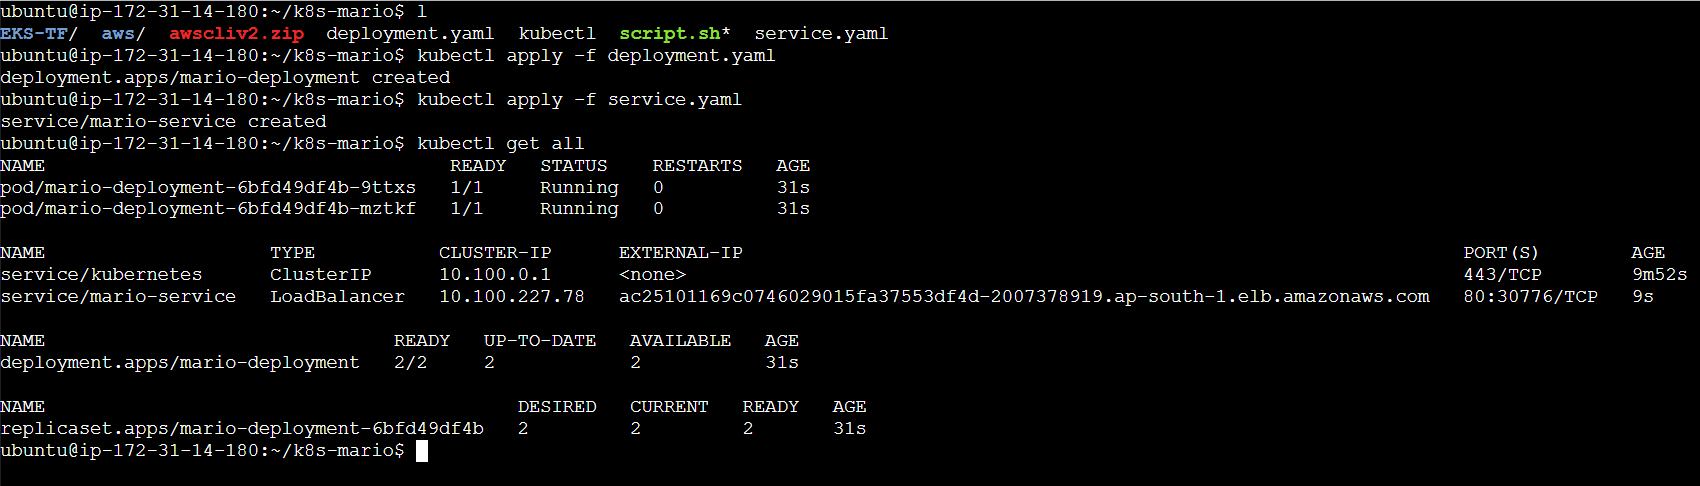 ubuntu@ip-172-31-14-180:~/k8s-mario$ l
EKS-TF/  aws/  awscliv2.zip  deployment.yaml  kubectl  script.sh*  service.yaml
ubuntu@ip-172-31-14-180:~/k8s-mario$ kubectl apply -f deployment.yaml
deployment.apps/mario-deployment created
ubuntu@ip-172-31-14-180:~/k8s-mario$ kubectl apply -f service.yaml
service/mario-service created
ubuntu@ip-172-31-14-180:~/k8s-mario$ kubectl get all
NAME                                    READY   STATUS    RESTARTS   AGE
pod/mario-deployment-6bfd49df4b-9ttxs   1/1     Running   0          31s
pod/mario-deployment-6bfd49df4b-mztkf   1/1     Running   0          31s

NAME                    TYPE           CLUSTER-IP      EXTERNAL-IP                                                                PORT(S)        AGE
service/kubernetes      ClusterIP      10.100.0.1      <none>                                                                     443/TCP        9m52s
service/mario-service   LoadBalancer   10.100.227.78   ac25101169c0746029015fa37553df4d-2007378919.ap-south-1.elb.amazonaws.com   80:30776/TCP   9s

NAME                               READY   UP-TO-DATE   AVAILABLE   AGE
deployment.apps/mario-deployment   2/2     2            2           31s

NAME                                          DESIRED   CURRENT   READY   AGE
replicaset.apps/mario-deployment-6bfd49df4b   2         2         2       31s
ubuntu@ip-172-31-14-180:~/k8s-mario$